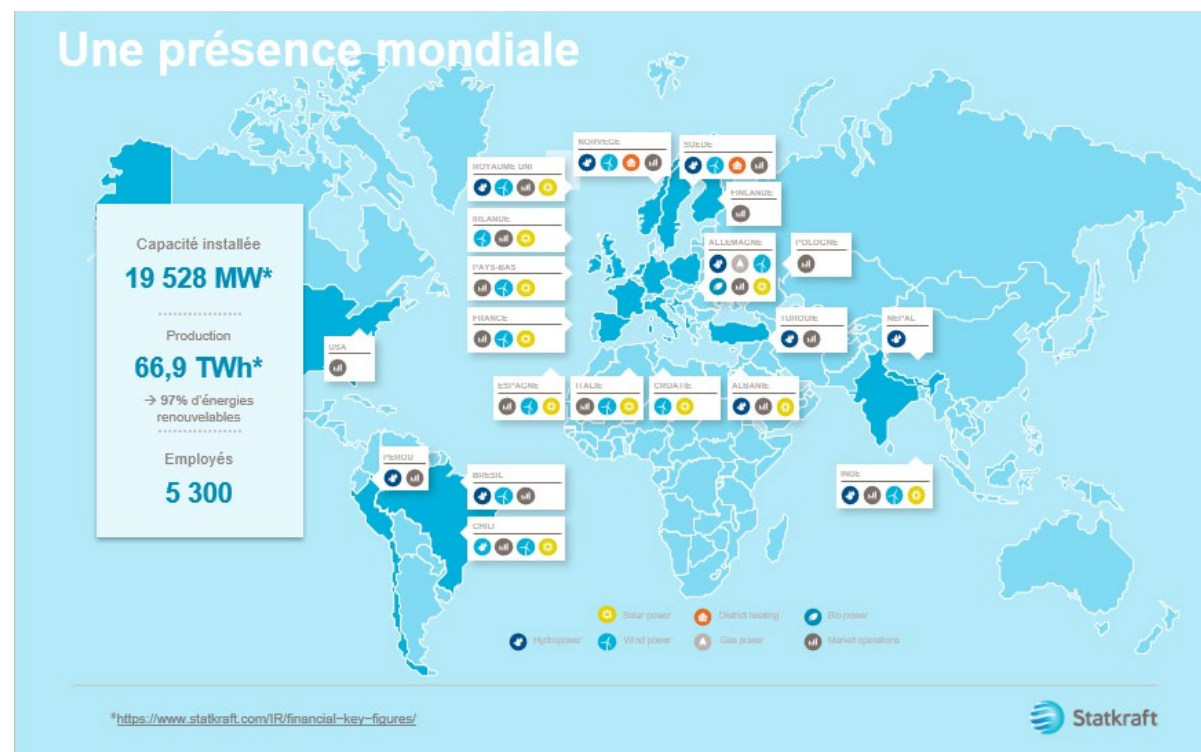 Une présence mondiale
NORVEGE
SUEDE
ROYAUME UNI
FINLANDE
IRLANDE
ALLEMAGNE
POLOGNE
PAYS-BAS
FRANCE
TURQUIE
NEPAL
Capacité installée
19 528 MW*
Production
66,9 TWh*
→ 97% d'énergies
renouvelables
Employés
5 300
USA
ESPAGNE
ITALIE
CROATIE
ALBANIE
PEROU
BRESIL
INDE
CHILI
Solar power
District heating
Bio power
Hydropower
Wind power
Gas power
Market operations
*https://www.statkraft.com/IR/financial-key-figures/
Statkraft